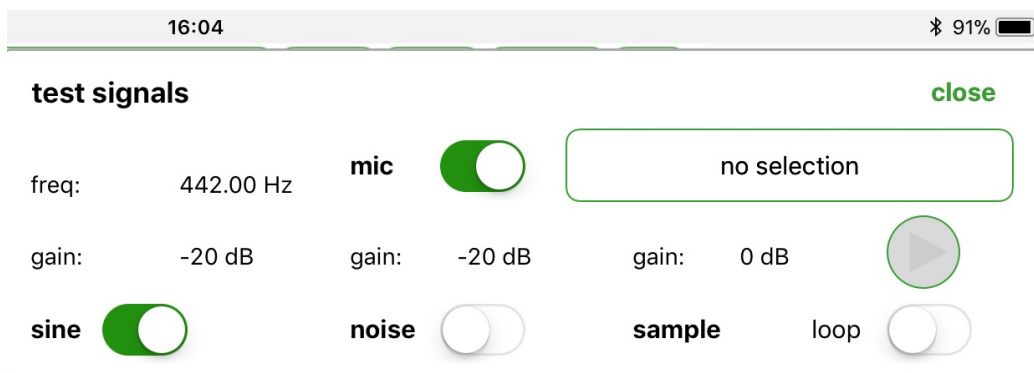 16:04 91%
test signals close
mic no selection
freq: 442.00 Hz
gain: -20 dB gain: -20 dB gain: 0 dB
sine noise sample loop